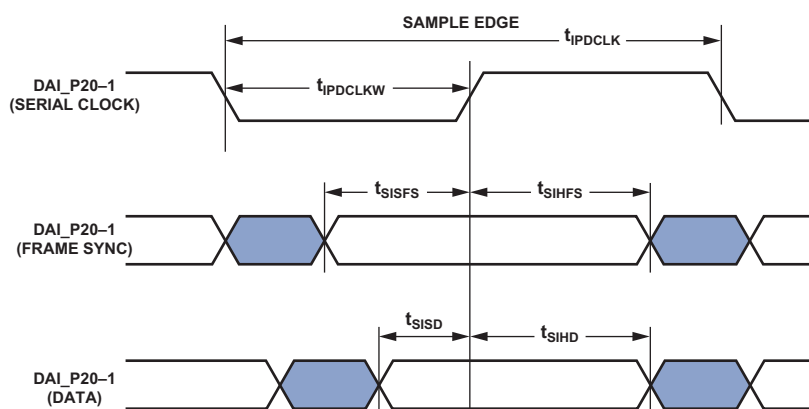 SAMPLE EDGE
tIPDCLK
DAI_P20–1
(SERIAL CLOCK)
tIPDCLKW
DAI_P20–1
(FRAME SYNC)
tSISFS
tSIHFS
DAI_P20–1
(DATA)
tSISD
tSIHD